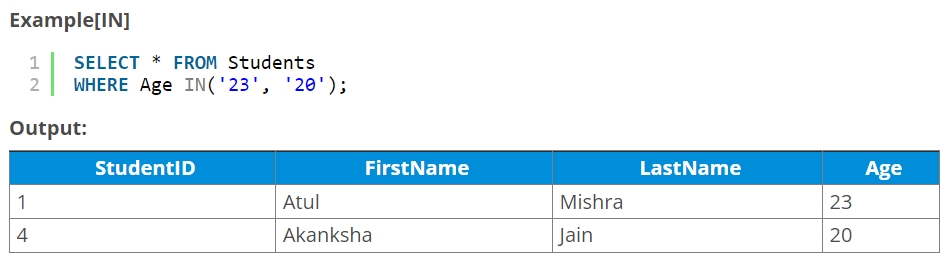 Example[IN]
1 SELECT * FROM Students
2 WHERE Age IN('23', '20');
Output:
StudentID FirstName LastName Age
1 Atul Mishra 23
4 Akanksha Jain 20